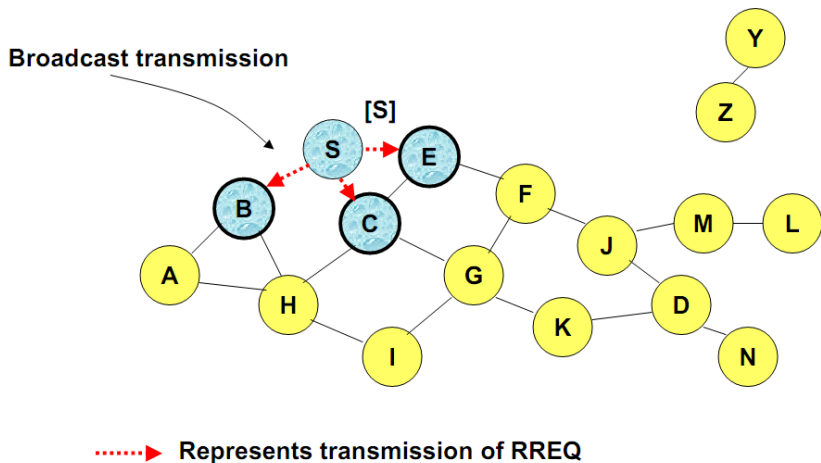 Y
Broadcast transmission
Z
[S]
S
E
F
B
C
M
L
J
A
G
H
D
K
I
N
Represents transmission of RREQ